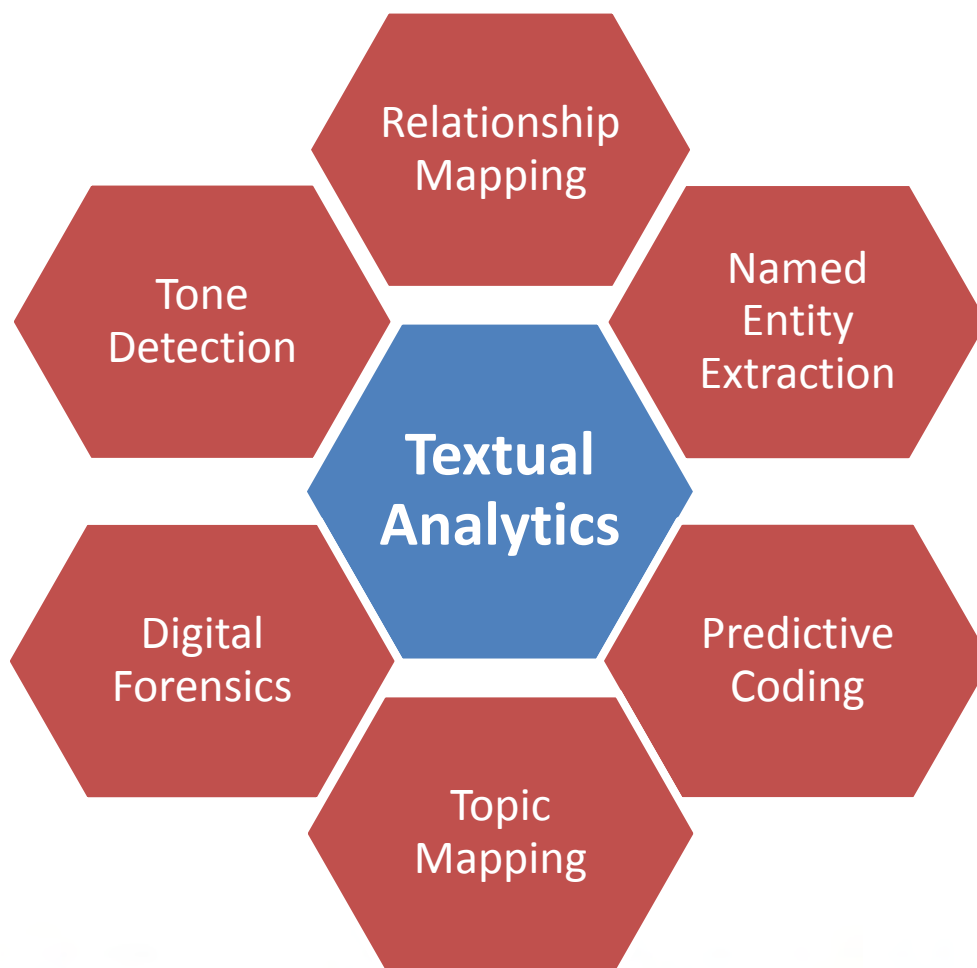 Relationship
Mapping
Tone
Detection
Named
Entity
Extraction
Textual
Analytics
Digital
Forensics
Predictive
Coding
Topic
Mapping